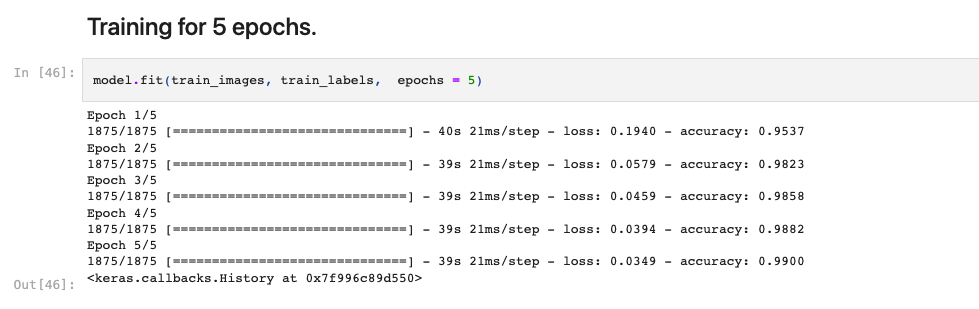 Training for 5 epochs.
In [46]: model.fit(train_images, train_labels,  epochs = 5)
Epoch 1/5
1875/1875 [==============================] - 40s 21ms/step - loss: 0.1940 - accuracy: 0.9537
Epoch 2/5
1875/1875 [==============================] - 39s 21ms/step - loss: 0.0579 - accuracy: 0.9823
Epoch 3/5
1875/1875 [==============================] - 39s 21ms/step - loss: 0.0459 - accuracy: 0.9858
Epoch 4/5
1875/1875 [==============================] - 39s 21ms/step - loss: 0.0394 - accuracy: 0.9882
Epoch 5/5
1875/1875 [==============================] - 39s 21ms/step - loss: 0.0349 - accuracy: 0.9900
Out[46]: <keras.callbacks.History at 0x7f996c89d550>